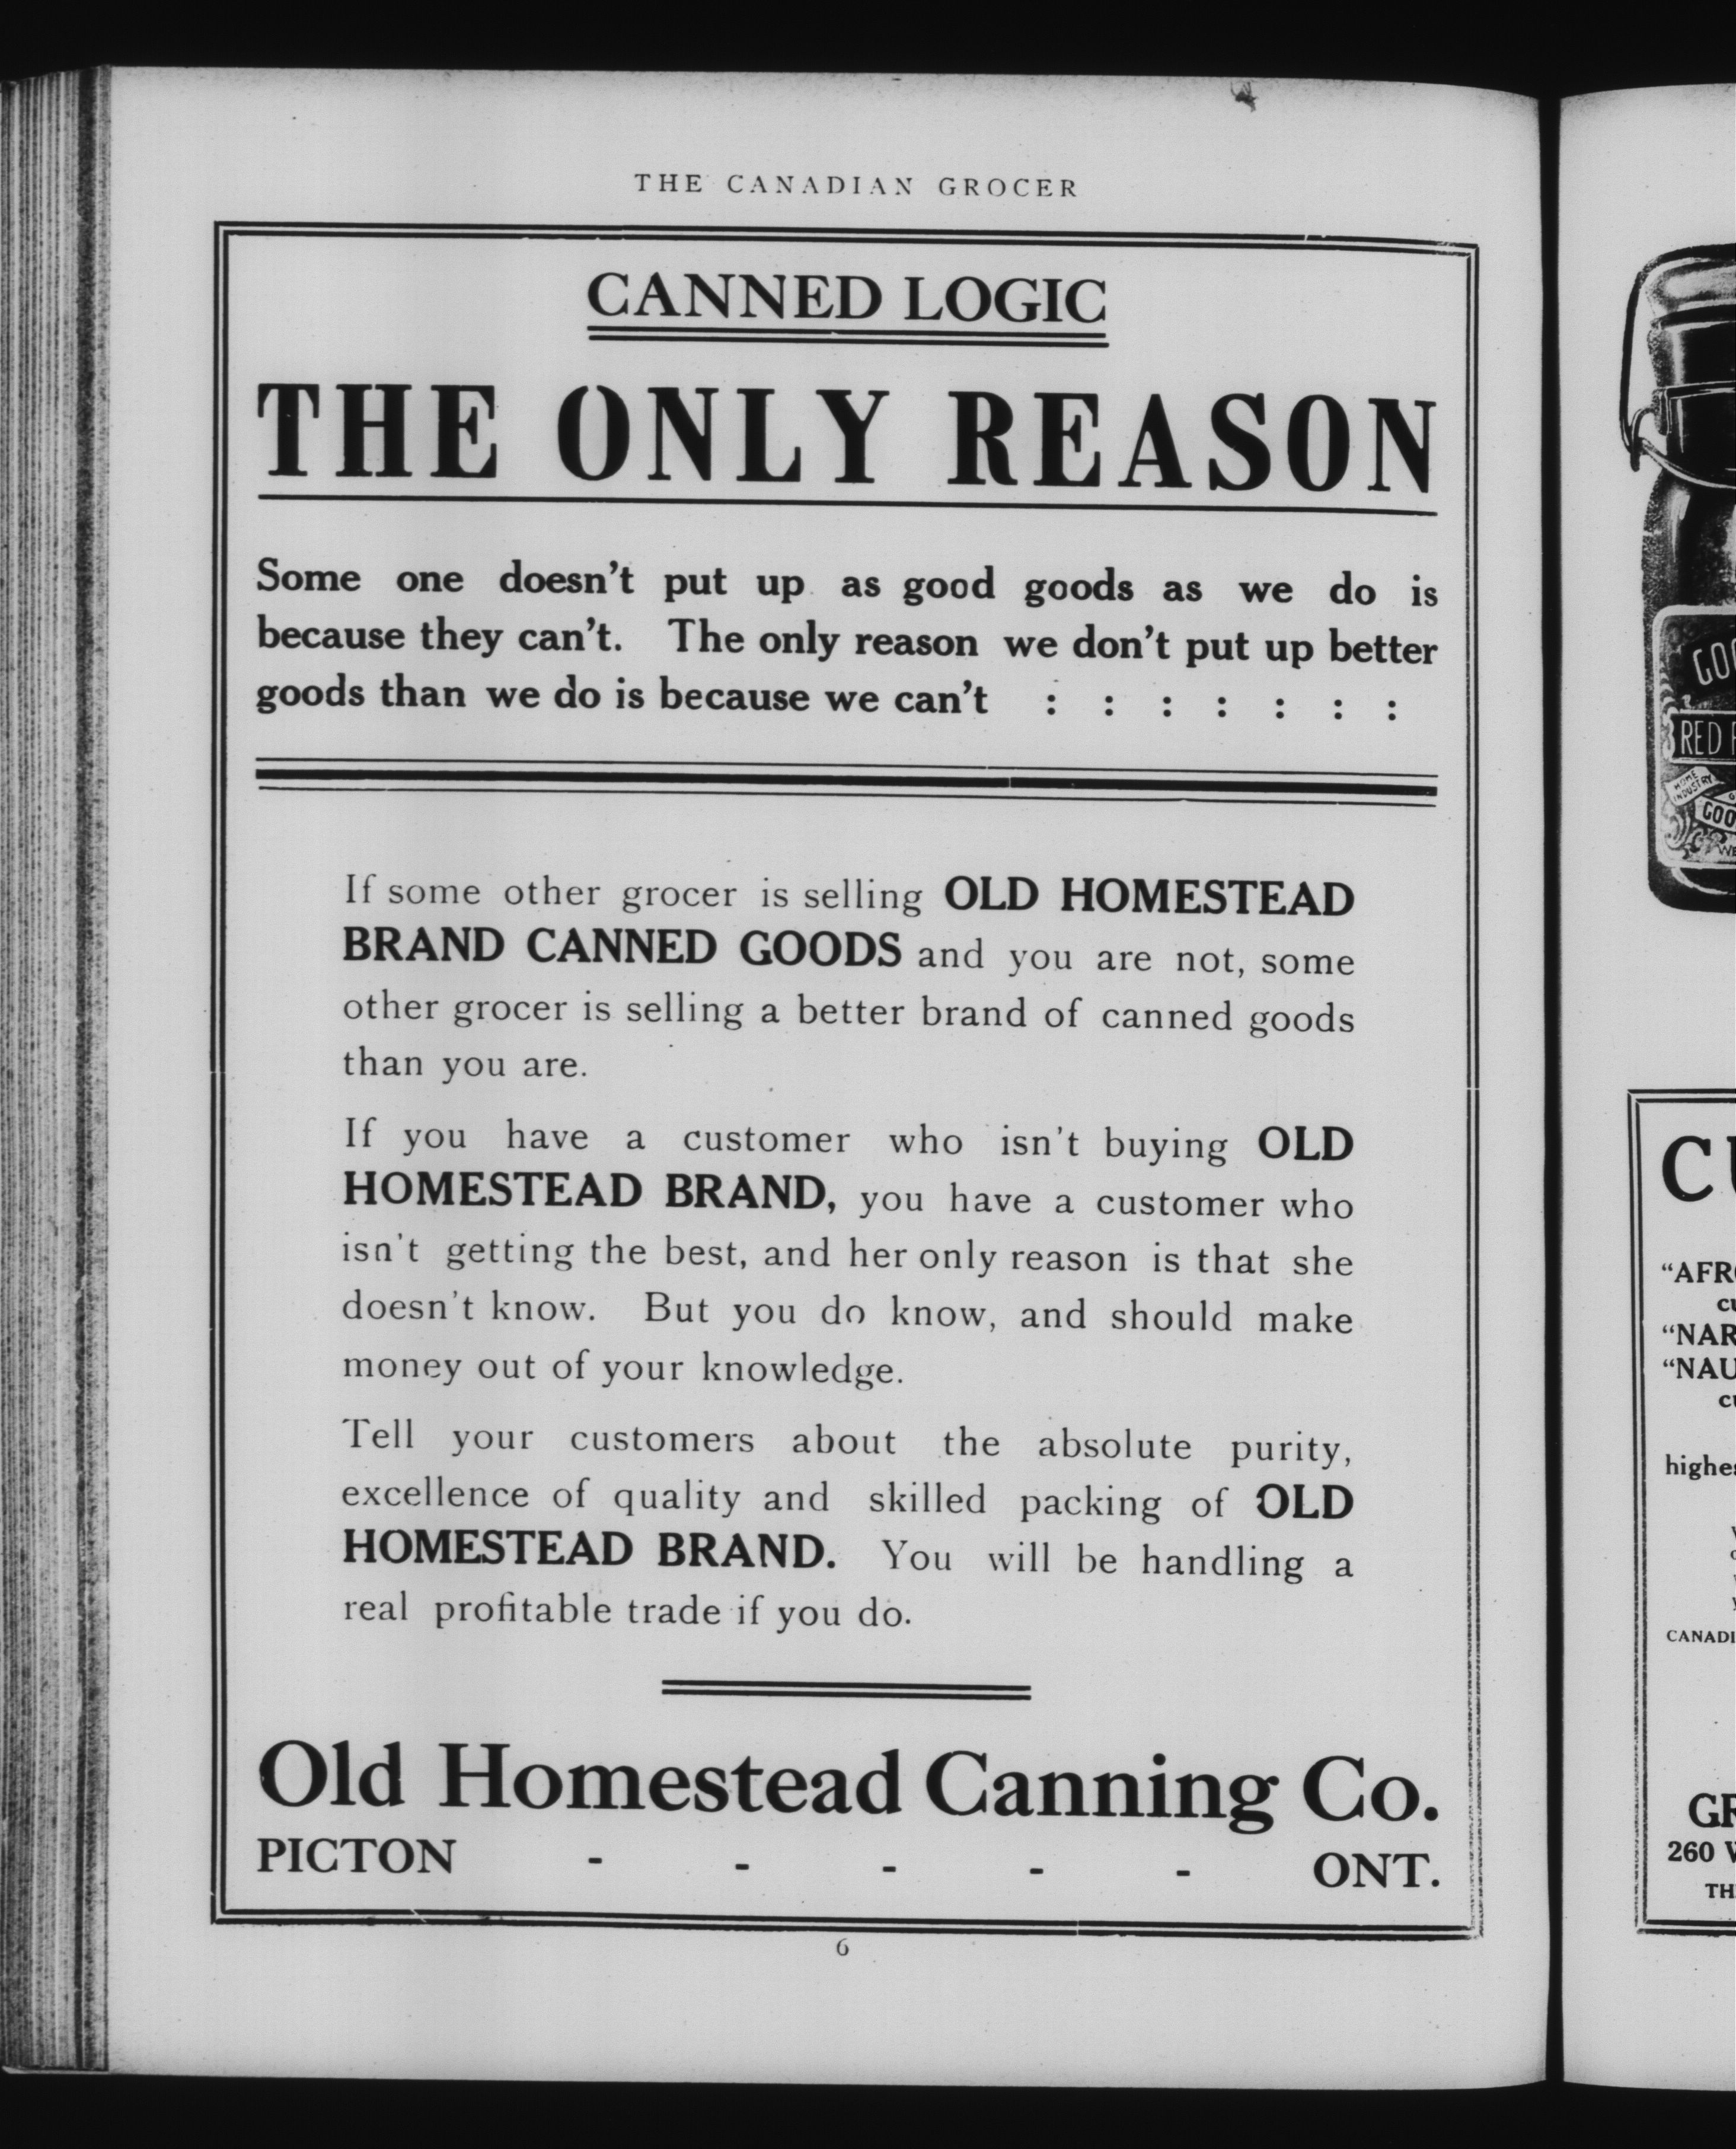 THE CANADIAN GROCER
CANNED LOGIC
THE ONLY REASON
Some one doesn't put up as good goods as we do is
because they can't. The only reason we don't put up better
goods than we do is because we can't : : : : : : :
If some other grocer is selling OLD HOMESTEAD
BRAND CANNED GOODS and you are not, some
other grocer is selling a better brand of canned goods
than you are.
If you have a customer who isn't buying OLD
HOMESTEAD BRAND, you have a customer who
isn't getting the best, and her only reason is that she
doesn't know. But you do know, and should make
money out of your knowledge.
Tell your customers about the absolute purity,
excellence of quality and skilled packing of OLD
HOMESTEAD BRAND. You will be handling a
real profitable trade if you do.
Old Homestead Canning Co.
PICTON - - - - - ONT.
6
RED
HOME
INDUSTRY
"AFR
"NAR
"NAU
highes
CANADI
GR
260
TH